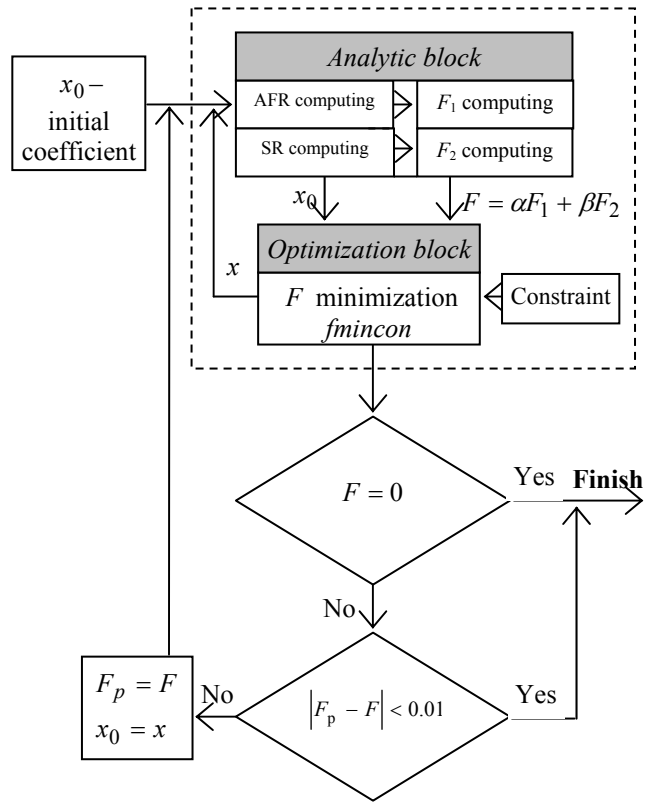 x₀ –
initial
coefficient
Analytic block
AFR computing
F₁ computing
SR computing
F₂ computing
x₀
F = αF₁ + βF₂
x
Optimization block
F minimization
fmincon
Constraint
F = 0
Yes
Finish
No
|Fₚ − F| < 0.01
Yes
No
Fₚ = F
x₀ = x